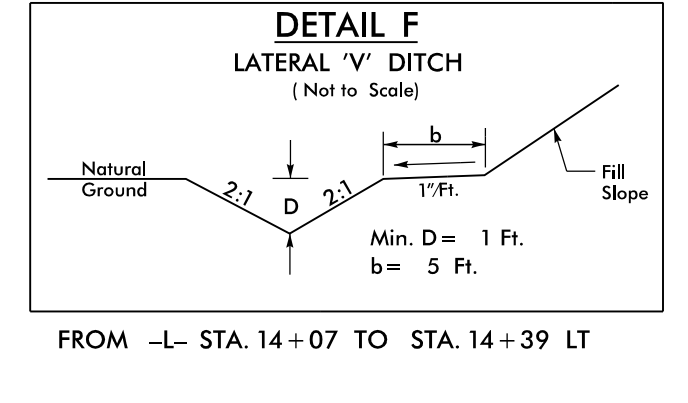 DETAIL F
LATERAL 'V' DITCH
( Not to Scale)
b
Natural
Ground
2:1
D
2:1
1"/Ft.
Fill
Slope
Min. D = 1 Ft.
b = 5 Ft.
FROM –L– STA. 14+07 TO STA. 14+39 LT